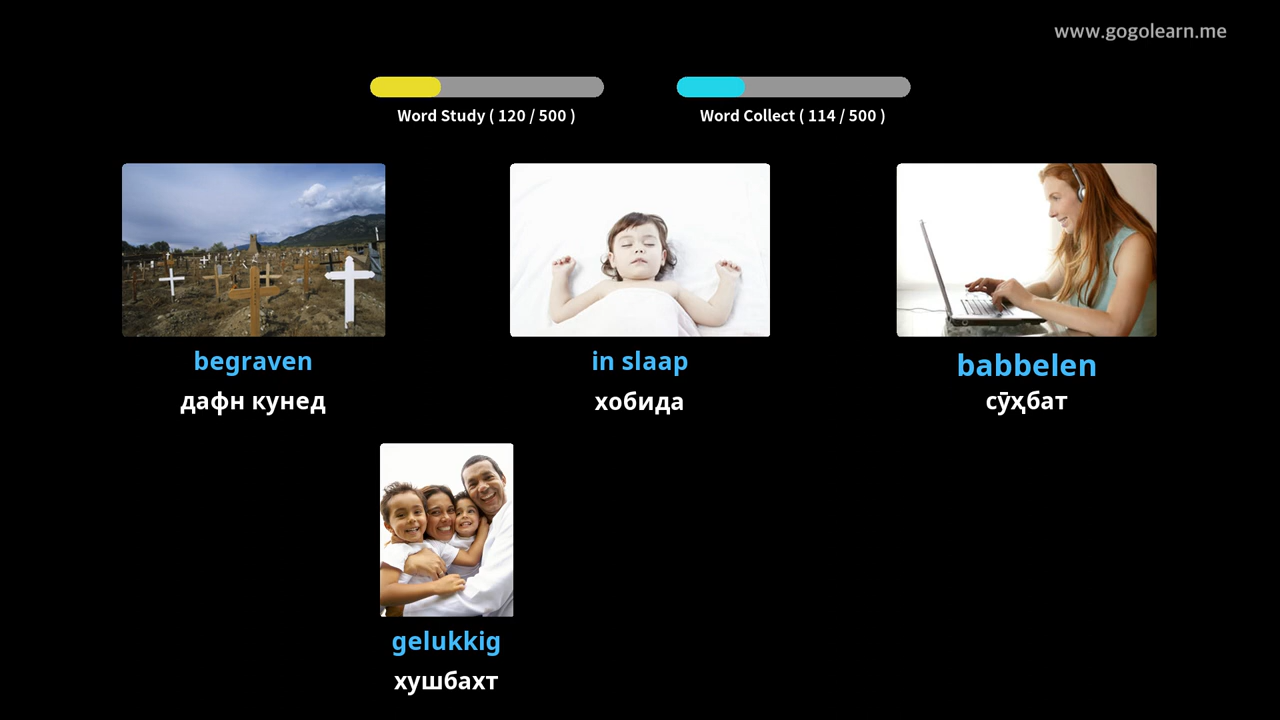 www.gogolearn.me
Word Study ( 120 / 500 )
Word Collect ( 114 / 500 )
begraven
дафн кунед
in slaap
хобида
babbelen
сӯҳбат
gelukkig
хушбахт